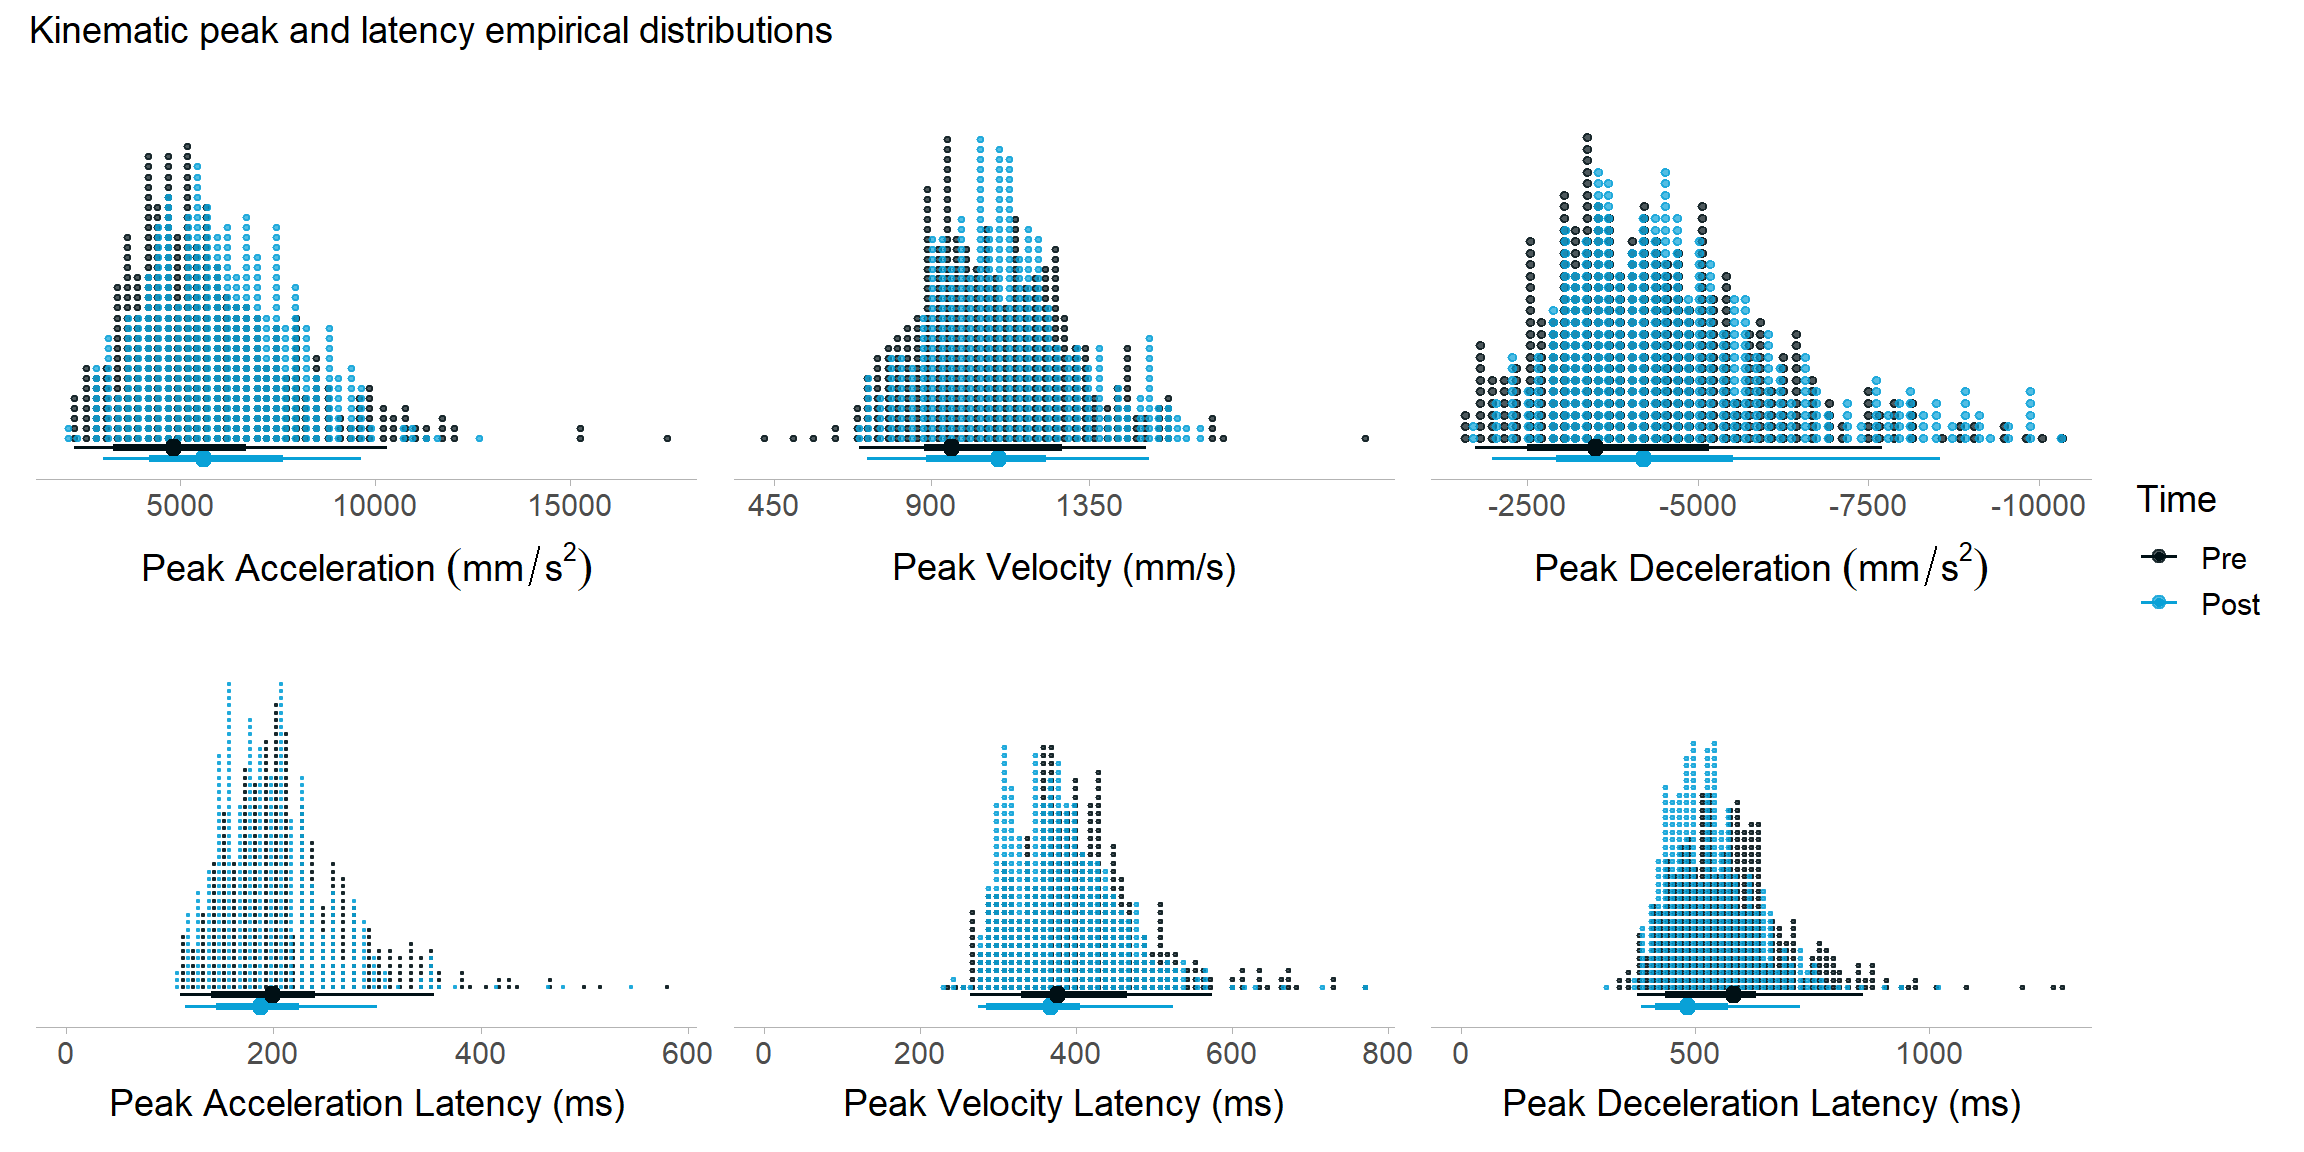 Kinematic peak and latency empirical distributions
5000 10000 15000
Peak Acceleration (mm/s²)
450 900 1350
Peak Velocity (mm/s)
-2500 -5000 -7500 -10000
Peak Deceleration (mm/s²)
Time
Pre
Post
0 200 400 600
Peak Acceleration Latency (ms)
0 200 400 600 800
Peak Velocity Latency (ms)
0 500 1000
Peak Deceleration Latency (ms)